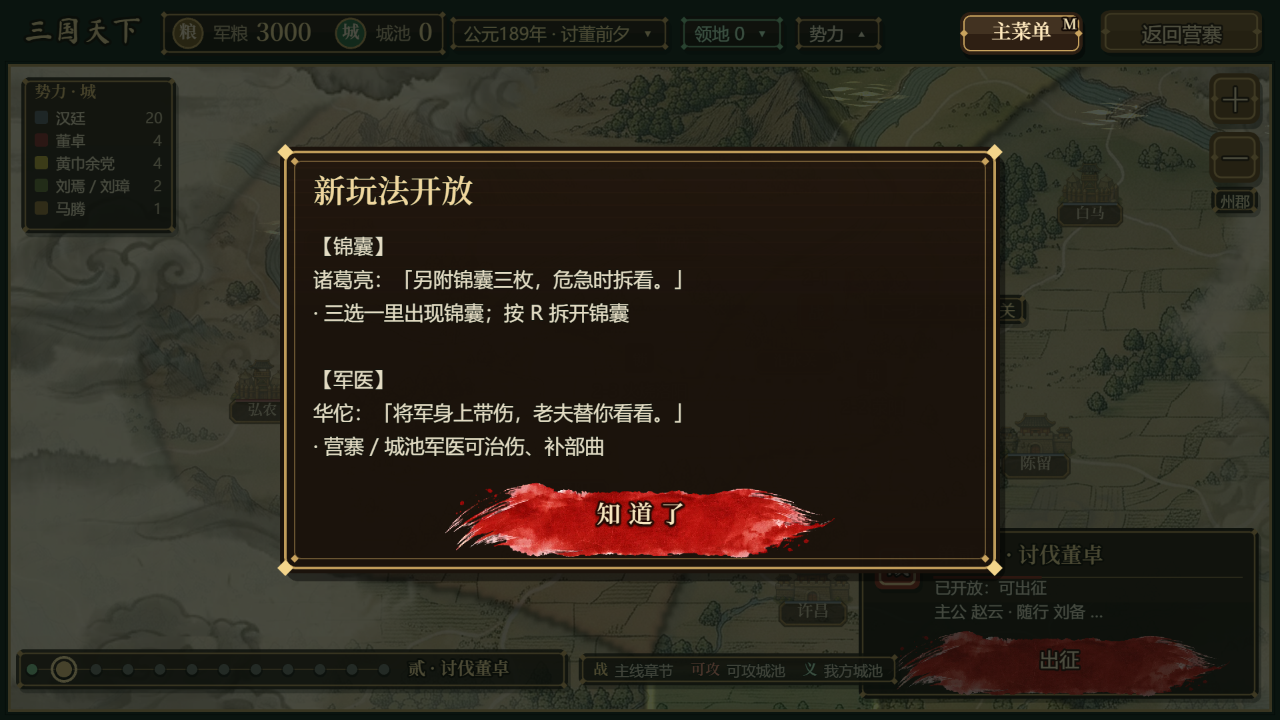 三国天下
粮 军粮 3000 城 城池 0
公元189年 · 讨董前夕 ▼
领地 0 ▼
势力 ▲
主菜单 M
返回营寨
势力 · 城
汉廷 20
董卓 4
黄巾余党 4
刘焉 / 刘璋 2
马腾 1
州郡
白马
关
弘农
陈留
许昌
新玩法开放
【锦囊】
诸葛亮：「另附锦囊三枚，危急时拆看。」
· 三选一里出现锦囊；按 R 拆开锦囊
【军医】
华佗：「将军身上带伤，老夫替你看看。」
· 营寨 / 城池军医可治伤、补部曲
知道了
· 讨伐董卓
已开放：可出征
主公 赵云 · 随行 刘备 ...
出征
贰 · 讨伐董卓
战 主线章节 可攻 可攻城池 义 我方城池